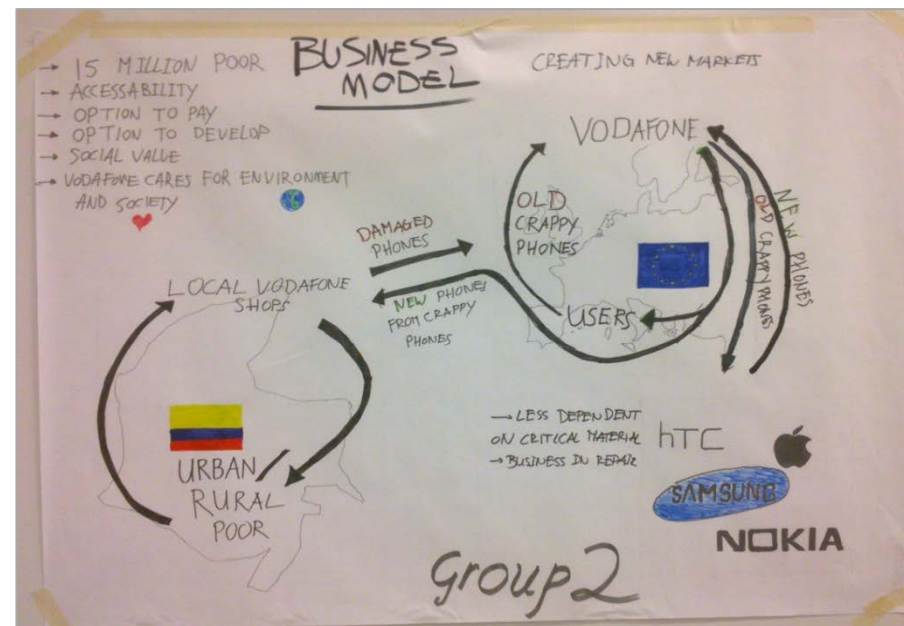 BUSINESS
MODEL
CREATING NEW MARKETS
→ 15 MILLION POOR
→ ACCESSABILITY
→ OPTION TO PAY
→ OPTION TO DEVELOP
→ SOCIAL VALUE
→ VODAFONE CARES FOR ENVIRONMENT
AND SOCIETY
VODAFONE
OLD
CRAPPY
PHONES
NEW PHONES
OLD CRAPPY PHONES
USERS
DAMAGED
PHONES
NEW PHONES
FROM CRAPPY
PHONES
LOCAL VODAFONE
SHOPS
URBAN /
RURAL
POOR
→ LESS DEPENDENT
ON CRITICAL MATERIAL
→ BUSINESS IN REPAIR
hTC
SAMSUNG
NOKIA
Group 2